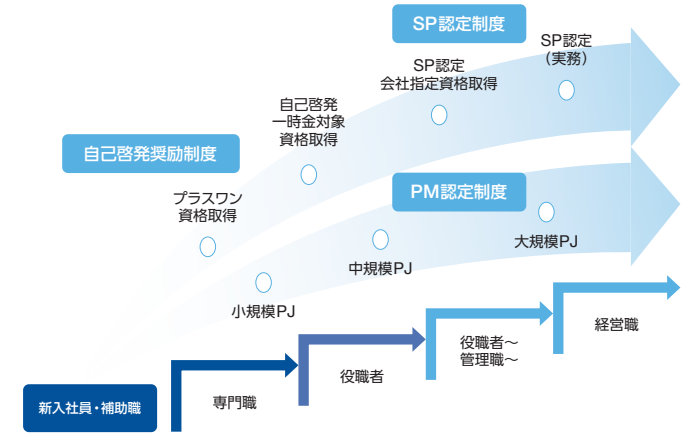 SP認定制度
SP認定
（実務）
SP認定
会社指定資格取得
自己啓発
一時金対象
資格取得
自己啓発奨励制度
プラスワン
資格取得
PM認定制度
大規模PJ
中規模PJ
小規模PJ
経営職
役職者～
管理職～
役職者
専門職
新入社員・補助職